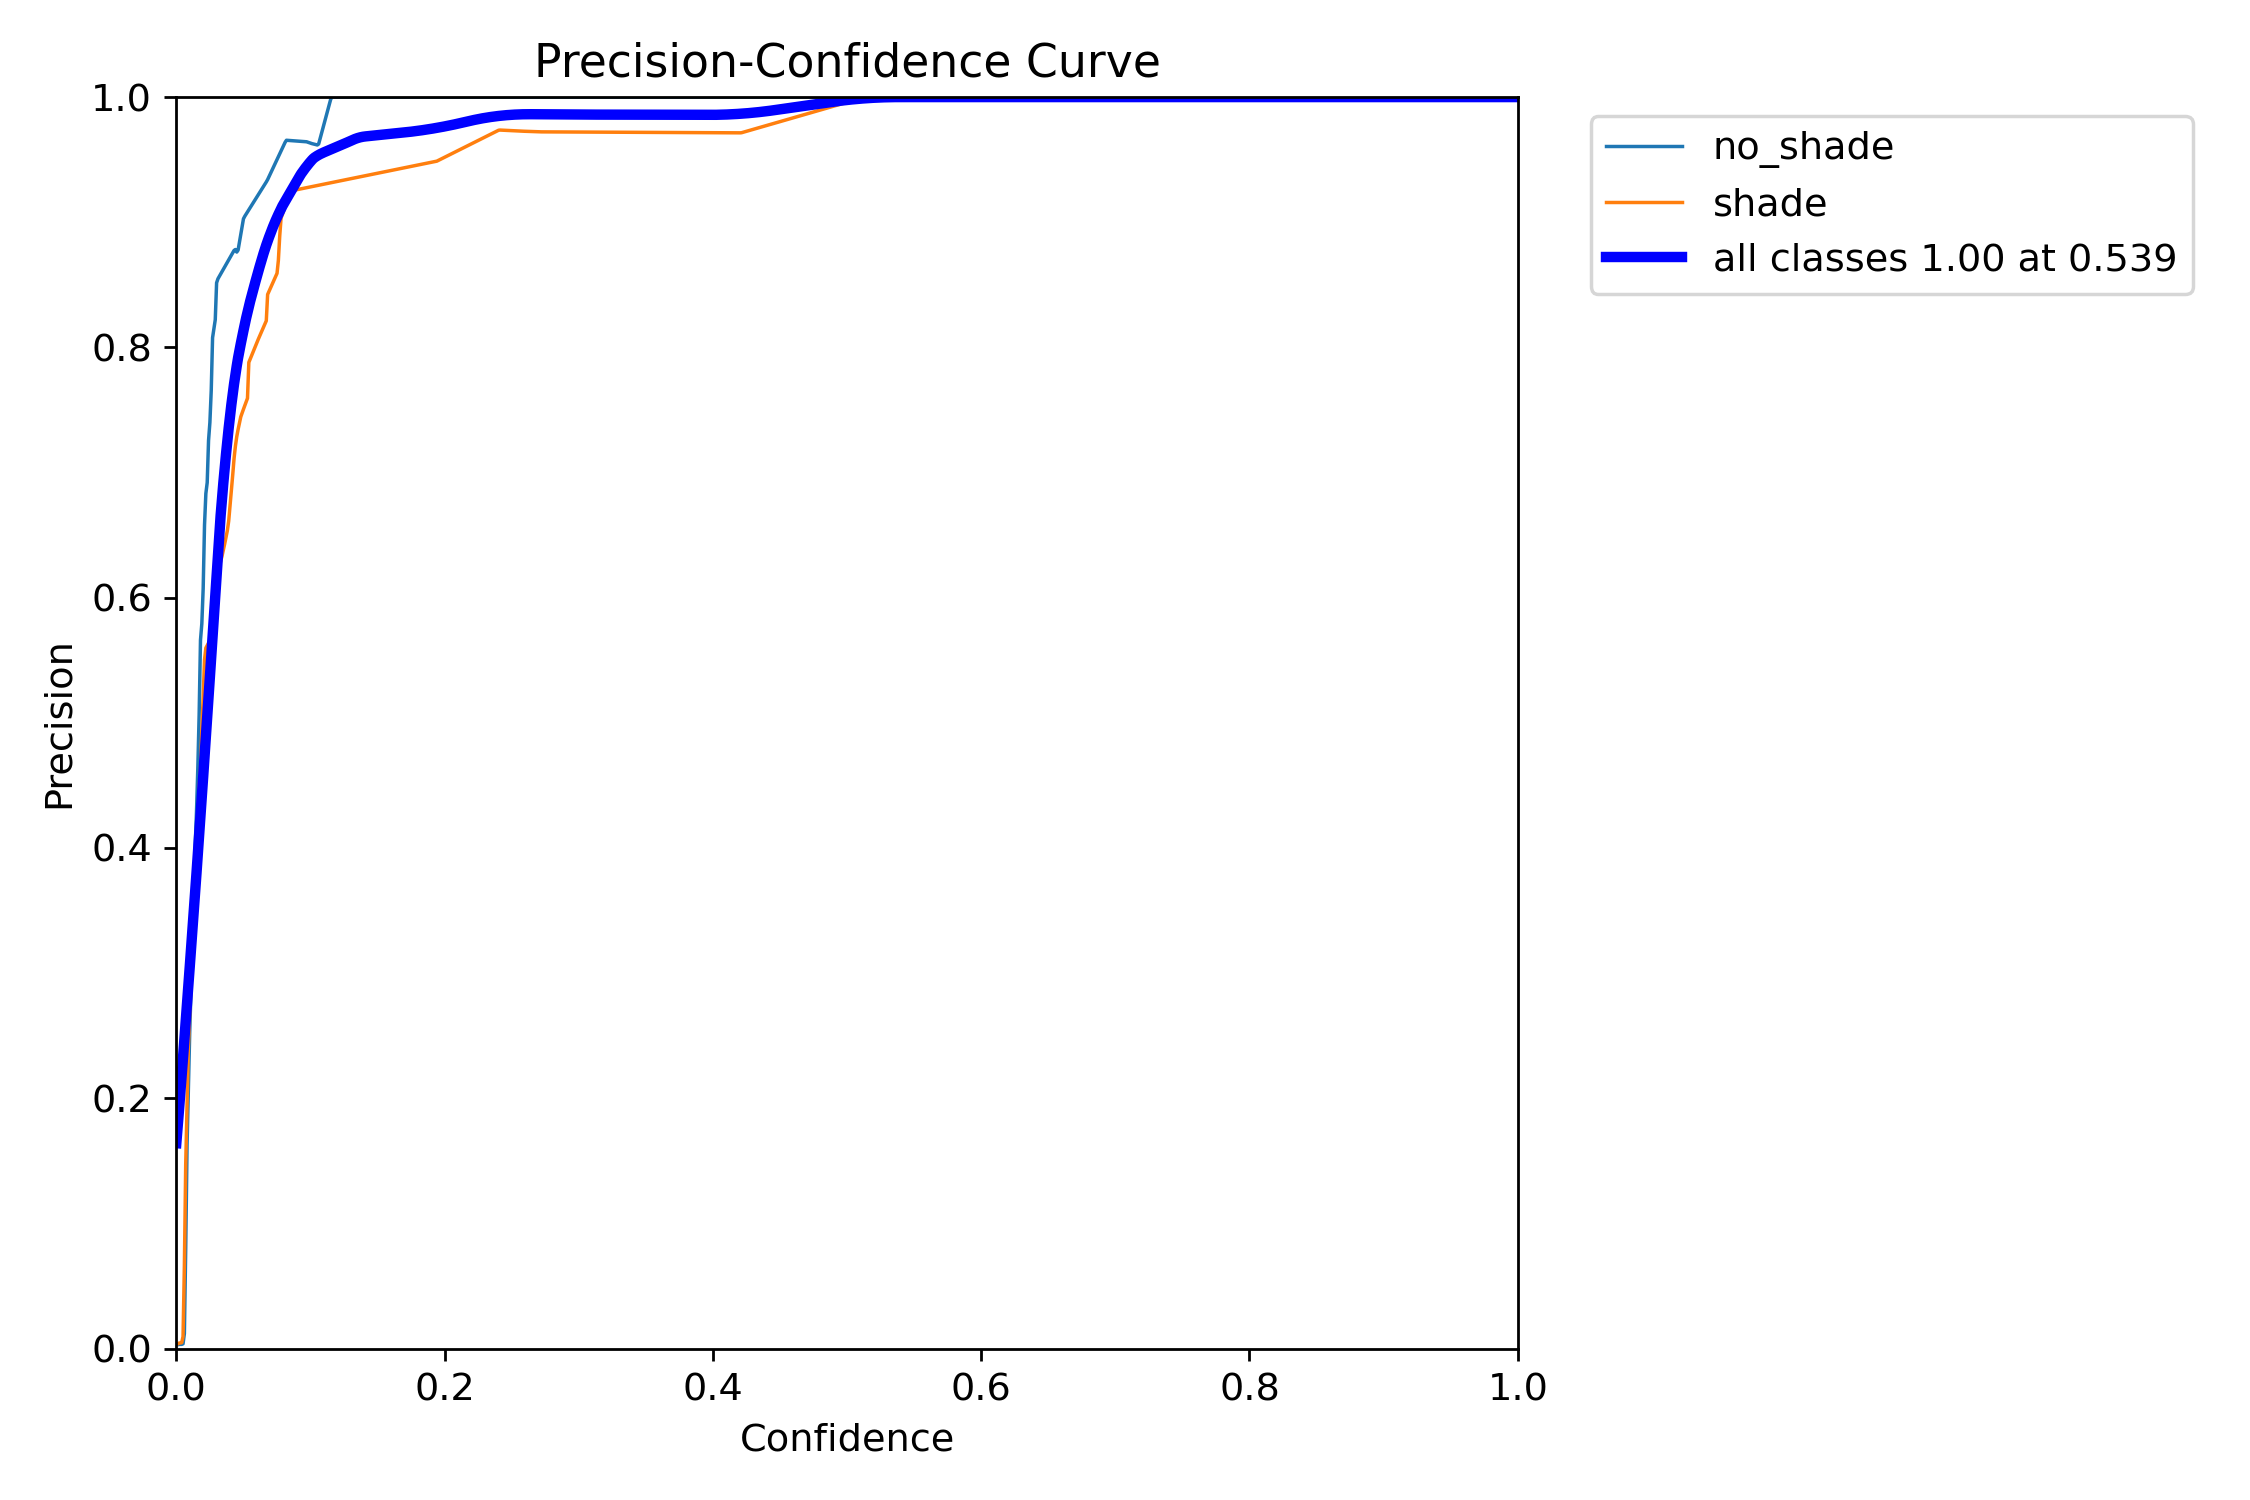 Precision-Confidence Curve
1.0
0.8
0.6
0.4
0.2
0.0
Precision
0.0 0.2 0.4 0.6 0.8 1.0
Confidence
no_shade
shade
all classes 1.00 at 0.539